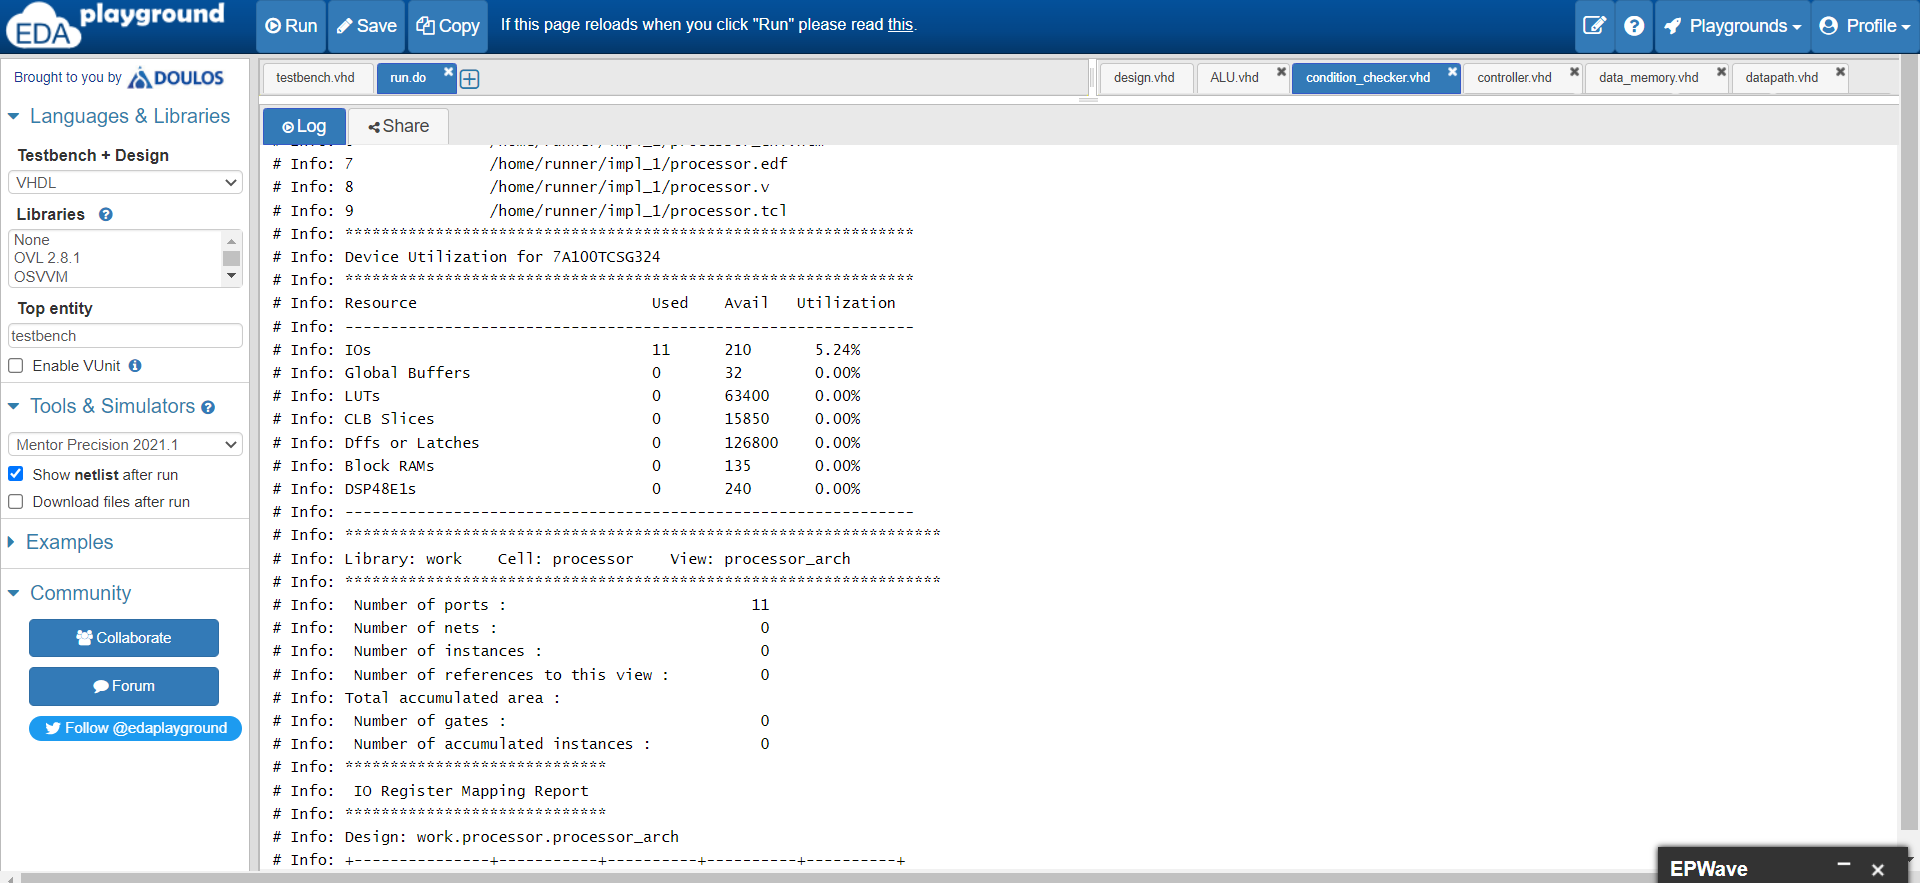 EDA playground
Run
Save
Copy
If this page reloads when you click "Run" please read this.
Playgrounds
Profile
Brought to you by DOULOS
Languages & Libraries
Testbench + Design
VHDL
Libraries
None
OVL 2.8.1
OSVVM
Top entity
testbench
Enable VUnit
Tools & Simulators
Mentor Precision 2021.1
Show netlist after run
Download files after run
Examples
Community
Collaborate
Forum
Follow @edaplayground
testbench.vhd
run.do
design.vhd
ALU.vhd
condition_checker.vhd
controller.vhd
data_memory.vhd
datapath.vhd
Log
Share
# Info: 7 /home/runner/impl_1/processor.edf
# Info: 8 /home/runner/impl_1/processor.v
# Info: 9 /home/runner/impl_1/processor.tcl
# Info: ***************************************************************
# Info: Device Utilization for 7A100TCSG324
# Info: ***************************************************************
# Info: Resource Used Avail Utilization
# Info: ---------------------------------------------------------------
# Info: IOs 11 210 5.24%
# Info: Global Buffers 0 32 0.00%
# Info: LUTs 0 63400 0.00%
# Info: CLB Slices 0 15850 0.00%
# Info: Dffs or Latches 0 126800 0.00%
# Info: Block RAMs 0 135 0.00%
# Info: DSP48E1s 0 240 0.00%
# Info: ---------------------------------------------------------------
# Info: ******************************************************************
# Info: Library: work Cell: processor View: processor_arch
# Info: ******************************************************************
# Info: Number of ports : 11
# Info: Number of nets : 0
# Info: Number of instances : 0
# Info: Number of references to this view : 0
# Info: Total accumulated area :
# Info: Number of gates : 0
# Info: Number of accumulated instances : 0
# Info: *****************************
# Info: IO Register Mapping Report
# Info: *****************************
# Info: Design: work.processor.processor_arch
# Info: +---------------+-----------+----------+----------+----------+
EPWave